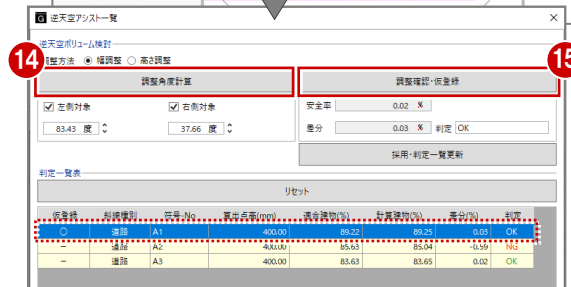 G 逆天空アシスト一覧 ×
逆天空ボリューム検討
14 調整方法 幅調整 高さ調整 15
調整角度計算 調整確認・仮登録
左側対象 右側対象 安全率 0.02 %
83.43 度 37.66 度 差分 0.03 % 判定 OK
採用・判定一覧更新
判定一覧表
リセット
仮登録 斜線種別 符号-No 算出点高(mm) 適合建物(%) 計算建物(%) 差分(%) 判定
○ 道路 A1 400.00 89.22 89.25 0.03 OK
− 道路 A2 400.00 85.63 85.04 -0.59 NG
− 道路 A3 400.00 83.63 83.65 0.02 OK